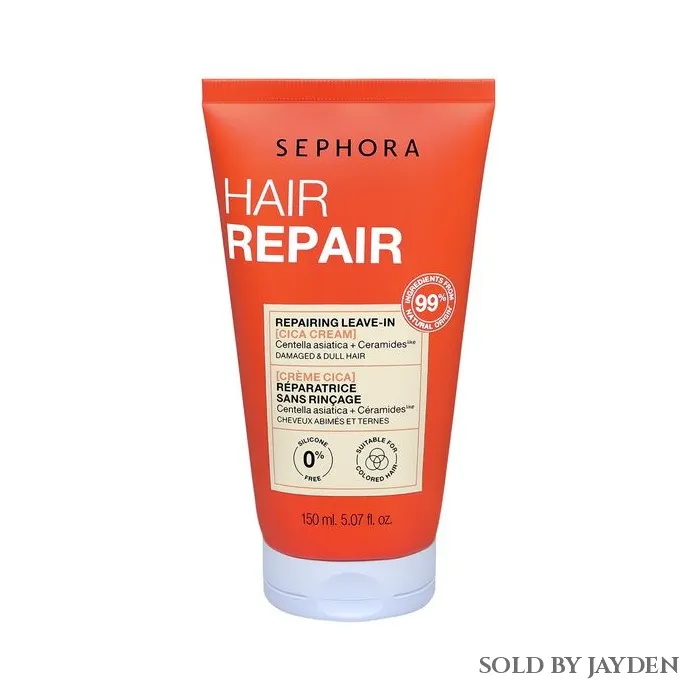 SEPHORA
HAIR
REPAIR
INGREDIENTS FROM
99%
NATURAL ORIGIN
REPAIRING LEAVE-IN
[CICA CREAM]
Centella asiatica + Ceramides like
DAMAGED & DULL HAIR
[CRÈME CICA]
RÉPARATRICE
SANS RINÇAGE
Centella asiatica + Céramides like
CHEVEUX ABIMÉS ET TERNES
SILICONE
0%
FREE
SUITABLE FOR
COLORED HAIR
150 ml. 5.07 fl. oz.
SOLD BY JAYDEN